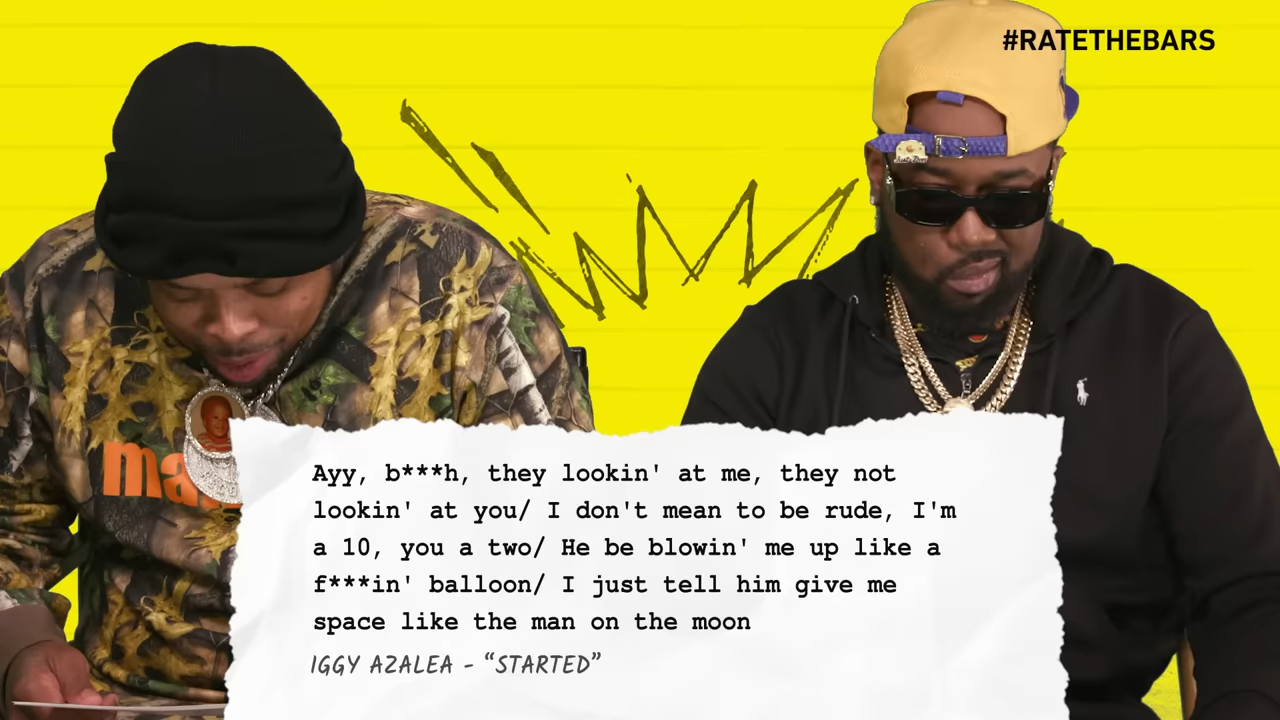 #RATETHEBARS
ma
Ayy, b***h, they lookin' at me, they not
lookin' at you/ I don't mean to be rude, I'm
a 10, you a two/ He be blowin' me up like a
f***in' balloon/ I just tell him give me
space like the man on the moon
IGGY AZALEA - “STARTED”